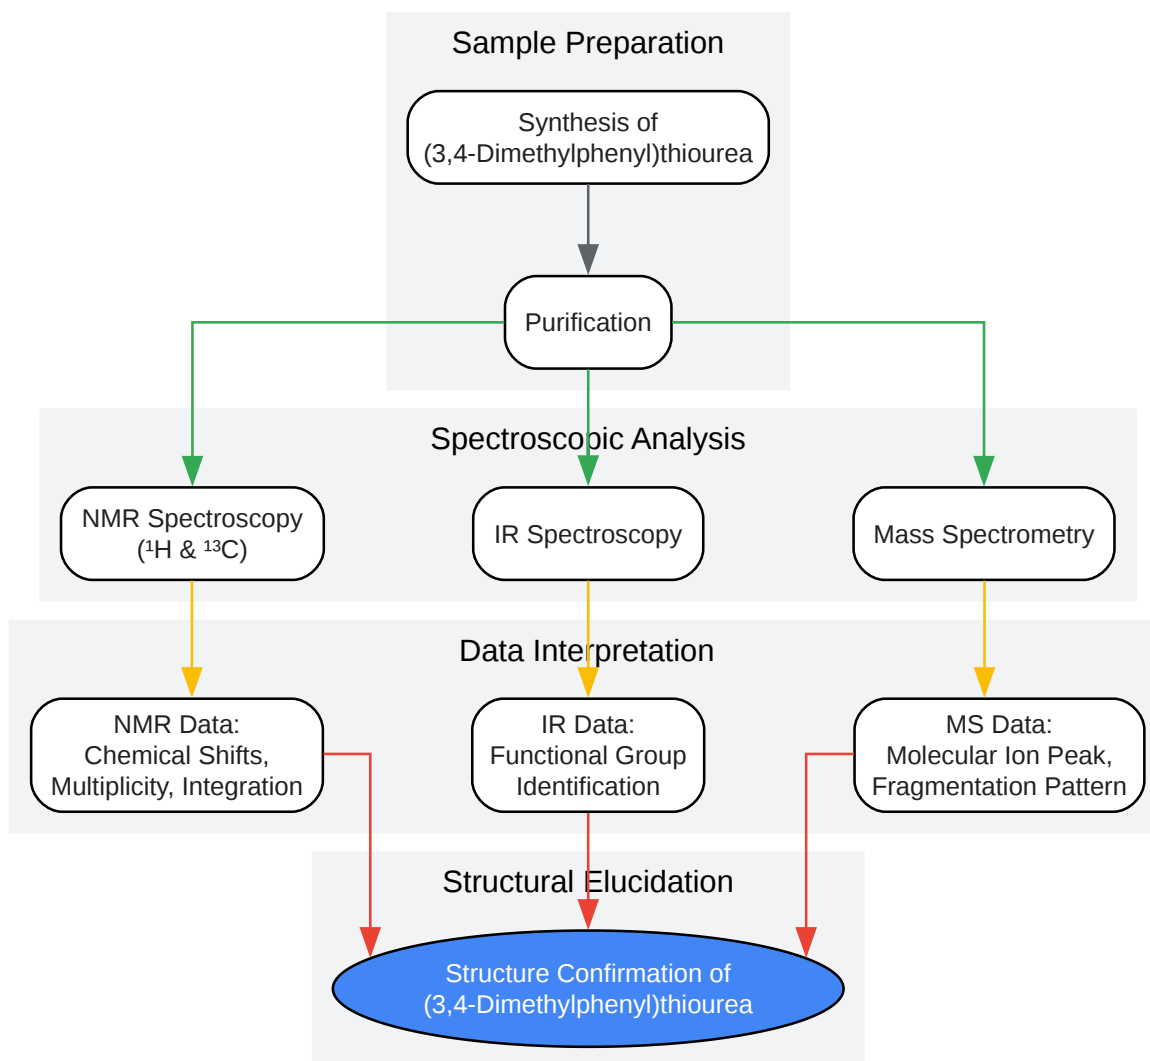 Sample Preparation
Synthesis of
(3,4-Dimethylphenyl)thiourea
Purification
Spectroscopic Analysis
NMR Spectroscopy
(¹H & ¹³C)
IR Spectroscopy
Mass Spectrometry
Data Interpretation
NMR Data:
Chemical Shifts,
Multiplicity, Integration
IR Data:
Functional Group
Identification
MS Data:
Molecular Ion Peak,
Fragmentation Pattern
Structural Elucidation
Structure Confirmation of
(3,4-Dimethylphenyl)thiourea